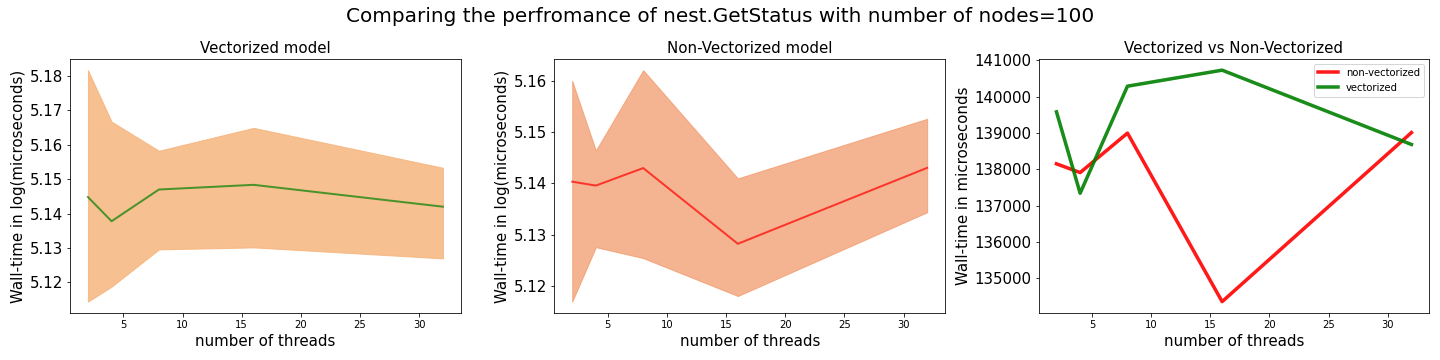 Comparing the perfromance of nest.GetStatus with number of nodes=100
Vectorized model
Wall-time in log(microseconds)
5.18
5.17
5.16
5.15
5.14
5.13
5.12
5 10 15 20 25 30
number of threads
Non-Vectorized model
Wall-time in log(microseconds)
5.16
5.15
5.14
5.13
5.12
5 10 15 20 25 30
number of threads
Vectorized vs Non-Vectorized
Wall-time in microseconds
141000
140000
139000
138000
137000
136000
135000
non-vectorized
vectorized
5 10 15 20 25 30
number of threads